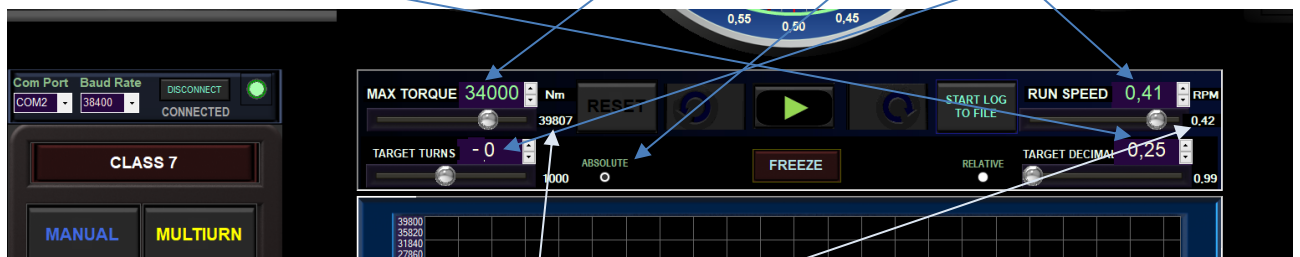 0,55 0,50 0,45
Com Port Baud Rate
COM2 38400 DISCONNECT
CONNECTED
CLASS 7
MANUAL MULTIURN
MAX TORQUE 34000 Nm
39807
RESET
START LOG
TO FILE
RUN SPEED 0,41 RPM
0,42
TARGET TURNS - 0
1000
ABSOLUTE
FREEZE
RELATIVE
TARGET DECIMAL 0,25
0,99
39800
35820
31840
27860